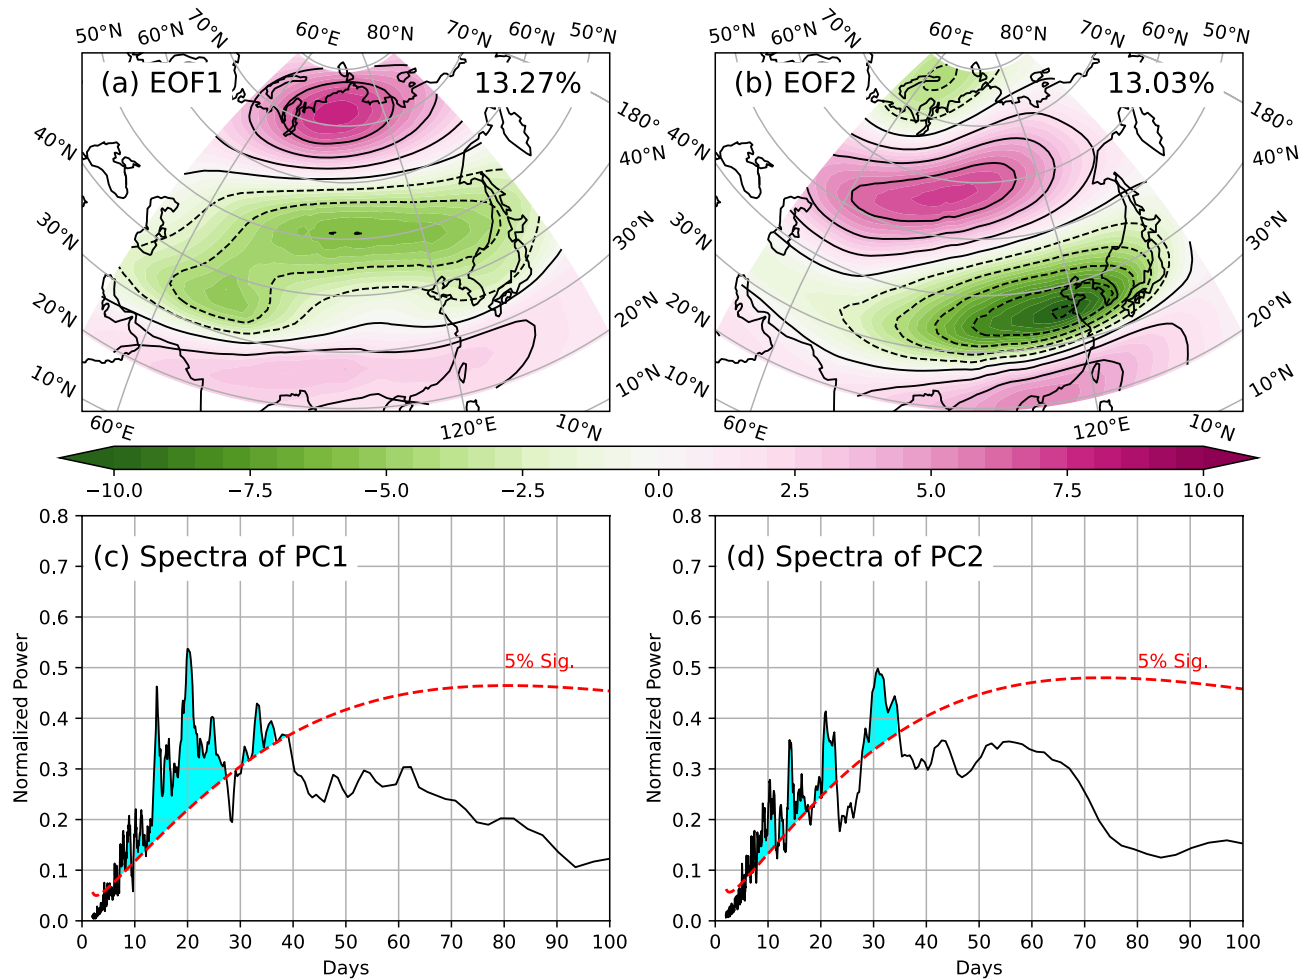 50°N 60°N 70°N 60°E 80°N 70°N 60°N 50°N
(a) EOF1 13.27%
40°N 180° 40°N
30°N 30°N
20°N 20°N
10°N 10°N
60°E 120°E 10°N
50°N 60°N 70°N 60°E 80°N 70°N 60°N 50°N
(b) EOF2 13.03%
40°N 180° 40°N
30°N 30°N
20°N 20°N
10°N 10°N
60°E 120°E 10°N
−10.0 −7.5 −5.0 −2.5 0.0 2.5 5.0 7.5 10.0
(c) Spectra of PC1
Normalized Power
0.8
0.7
0.6
0.5
0.4
0.3
0.2
0.1
0.0
5% Sig.
0 10 20 30 40 50 60 70 80 90 100
Days
(d) Spectra of PC2
Normalized Power
0.8
0.7
0.6
0.5
0.4
0.3
0.2
0.1
0.0
5% Sig.
0 10 20 30 40 50 60 70 80 90 100
Days